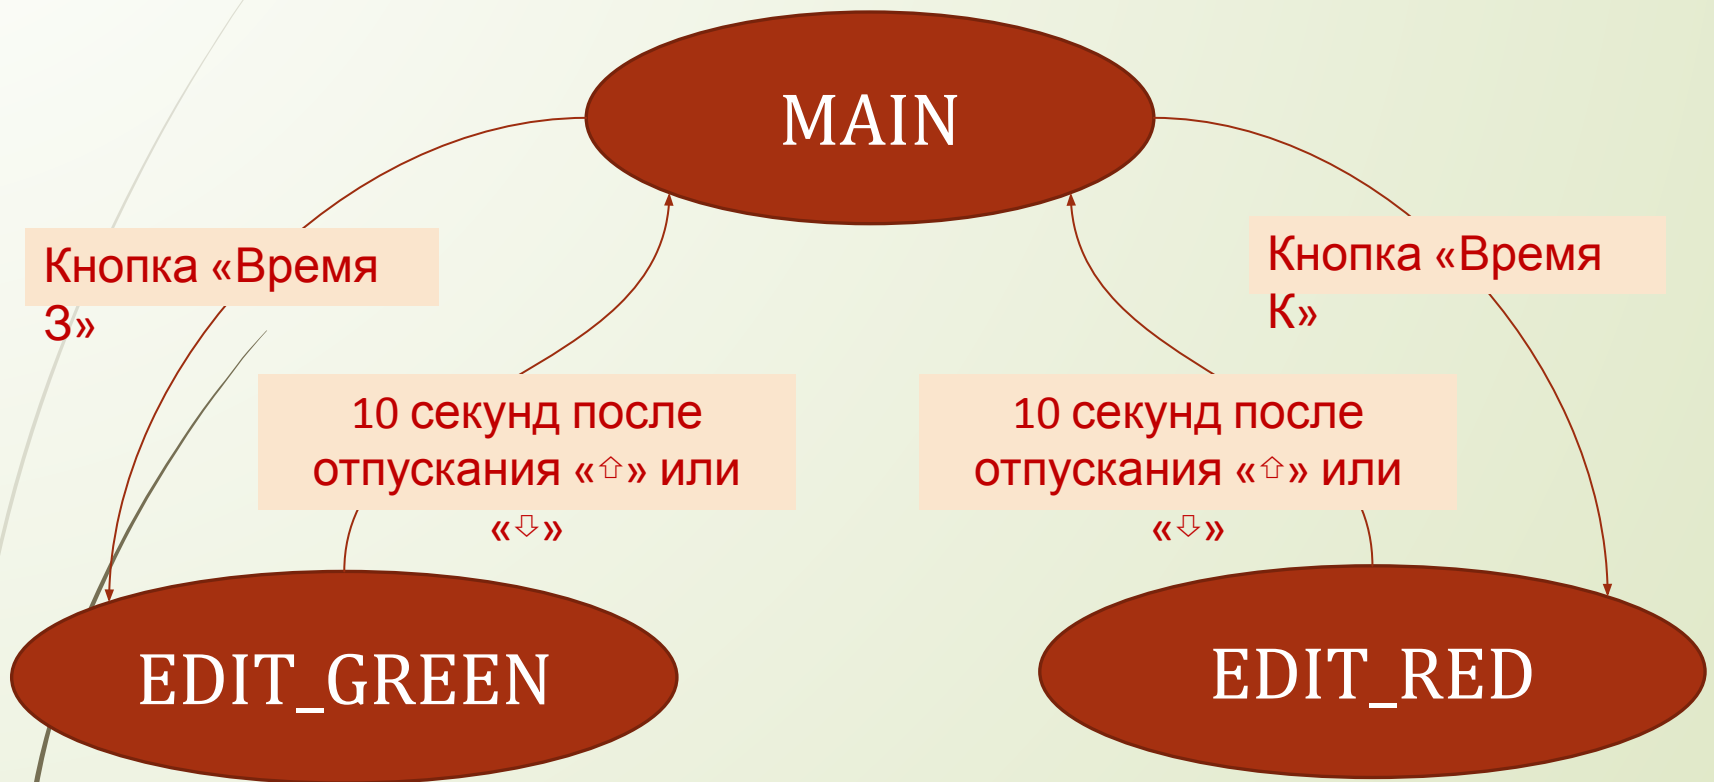 MAIN
Кнопка «Время
З»
Кнопка «Время
К»
10 секунд после
отпускания «⇧» или
«⇩»
10 секунд после
отпускания «⇧» или
«⇩»
EDIT_GREEN
EDIT_RED